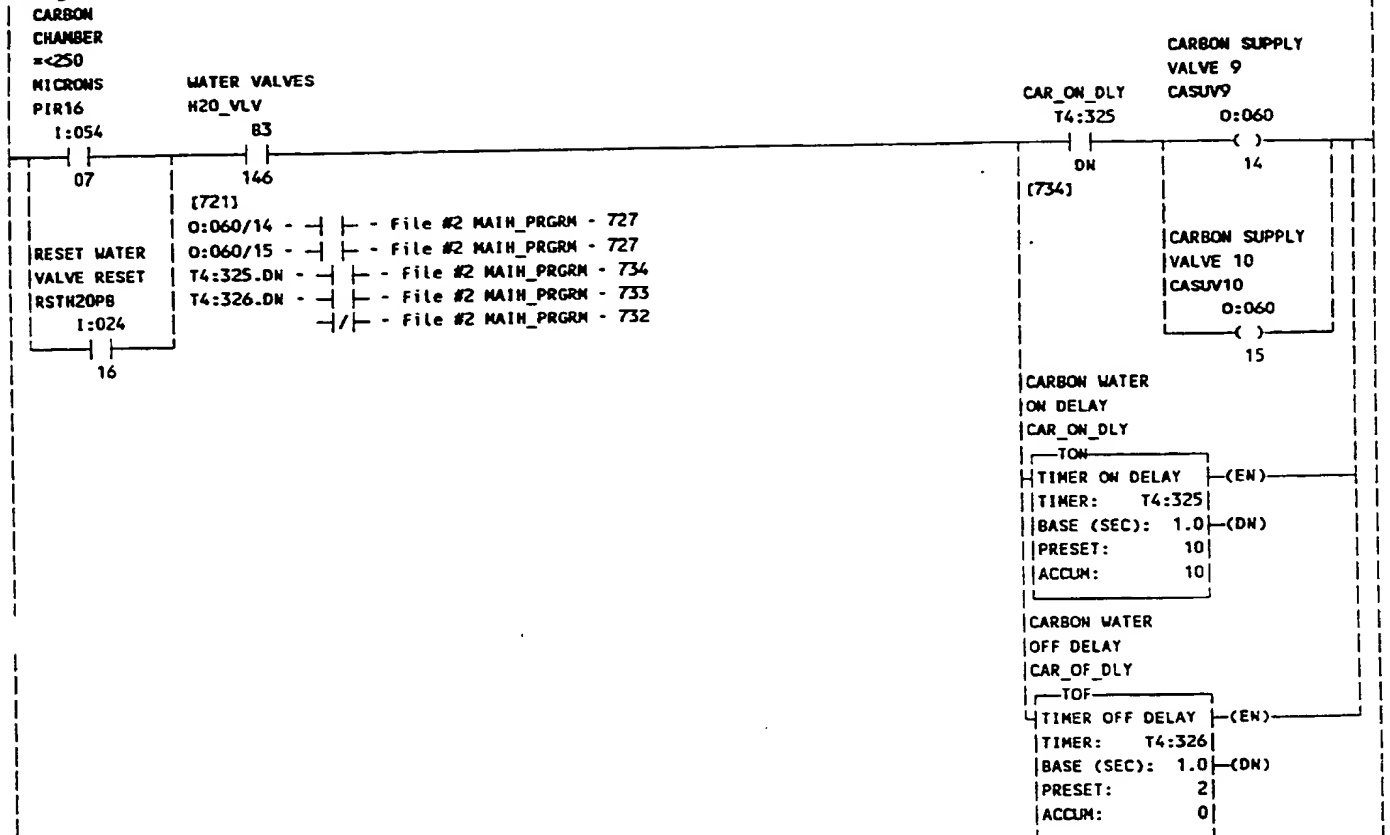 CARBON
CHAMBER
=<250
MICRONS
PIR16
I:054
07
WATER VALVES
H2O_VLV
B3
146
[721]
O:060/14 - ┤ ├ - File #2 MAIN_PRGRM - 727
O:060/15 - ┤ ├ - File #2 MAIN_PRGRM - 727
T4:325.DN - ┤ ├ - File #2 MAIN_PRGRM - 734
T4:326.DN - ┤ ├ - File #2 MAIN_PRGRM - 733
┤/├ - File #2 MAIN_PRGRM - 732
RESET WATER
VALVE RESET
RSTH20PB
I:024
16
CAR_ON_DLY
T4:325
DN
[734]
CARBON SUPPLY
VALVE 9
CASUV9
O:060
14
CARBON SUPPLY
VALVE 10
CASUV10
O:060
15
CARBON WATER
ON DELAY
CAR_ON_DLY
TON
TIMER ON DELAY (EN)
TIMER: T4:325
BASE (SEC): 1.0 (DN)
PRESET: 10
ACCUM: 10
CARBON WATER
OFF DELAY
CAR_OF_DLY
TOF
TIMER OFF DELAY (EN)
TIMER: T4:326
BASE (SEC): 1.0 (DN)
PRESET: 2
ACCUM: 0